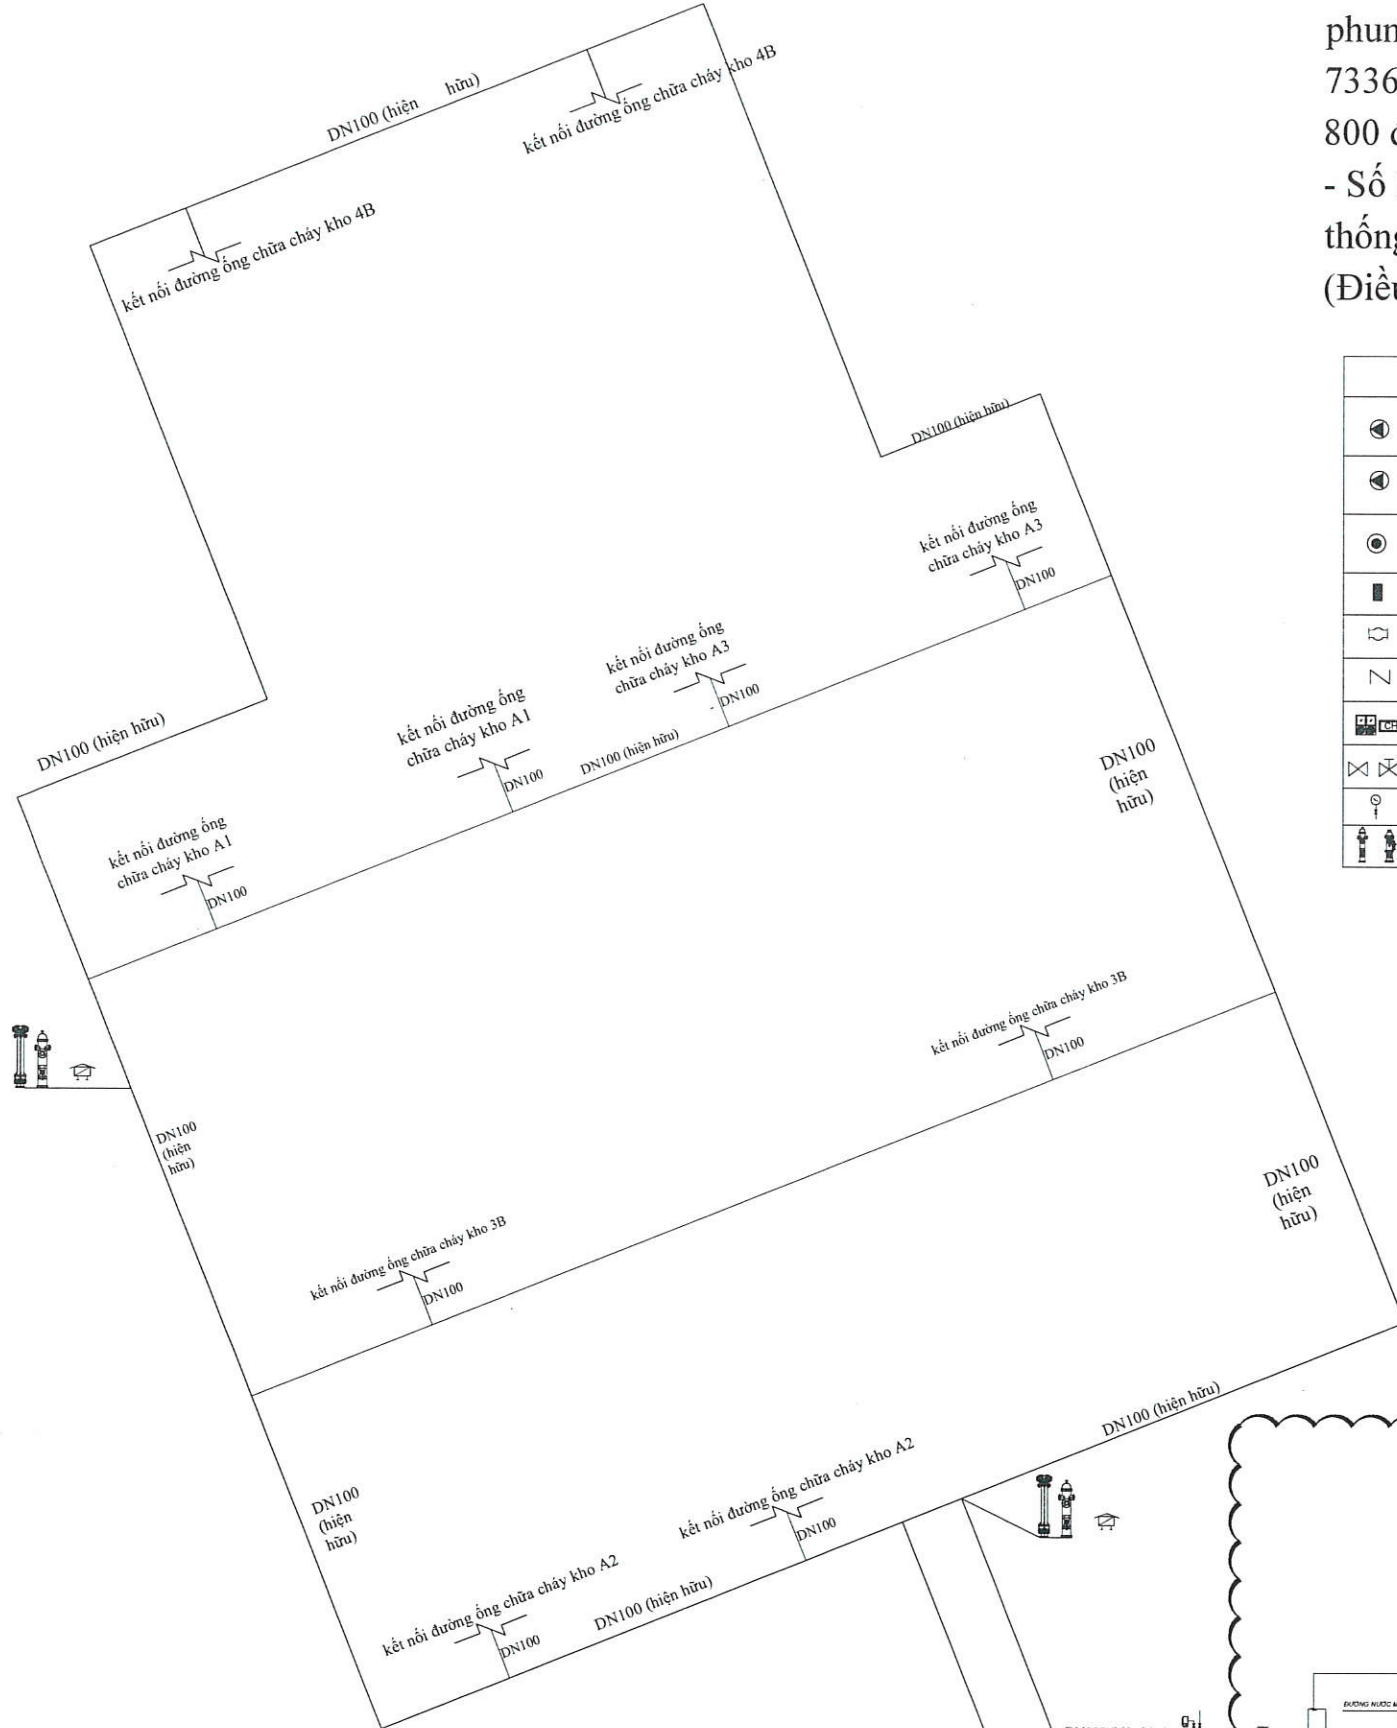 phun
7336
800
- Số
thống
(Điều
DN100 (hiện hữu)
kết nối đường ống chữa cháy kho 4B
kết nối đường ống chữa cháy kho 4B
DN100 (hiện hữu)
kết nối đường ống
chữa cháy kho A3
DN100
kết nối đường ống
chữa cháy kho A3
DN100
kết nối đường ống
chữa cháy kho A1
DN100
DN100 (hiện hữu)
DN100 (hiện hữu)
kết nối đường ống
chữa cháy kho A1
DN100
DN100
(hiện
hữu)
kết nối đường ống chữa cháy kho 3B
DN100
DN100
(hiện
hữu)
DN100
(hiện
hữu)
kết nối đường ống chữa cháy kho 3B
DN100
DN100 (hiện hữu)
kết nối đường ống chữa cháy kho A2
DN100
DN100
(hiện
hữu)
kết nối đường ống chữa cháy kho A2
DN100
DN100 (hiện hữu)
ĐƯỜNG NƯỚC